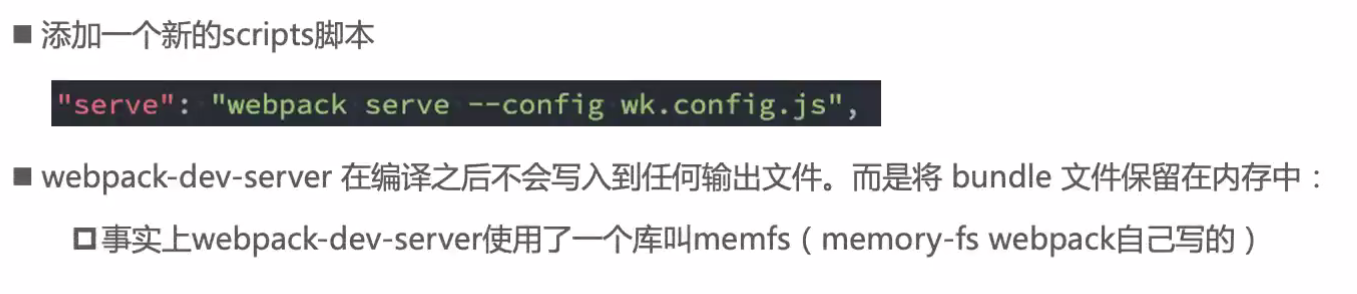 添加一个新的scripts脚本
"serve": "webpack serve --config wk.config.js",
webpack-dev-server 在编译之后不会写入到任何输出文件。而是将 bundle 文件保留在内存中：
事实上webpack-dev-server使用了一个库叫memfs（memory-fs webpack自己写的）